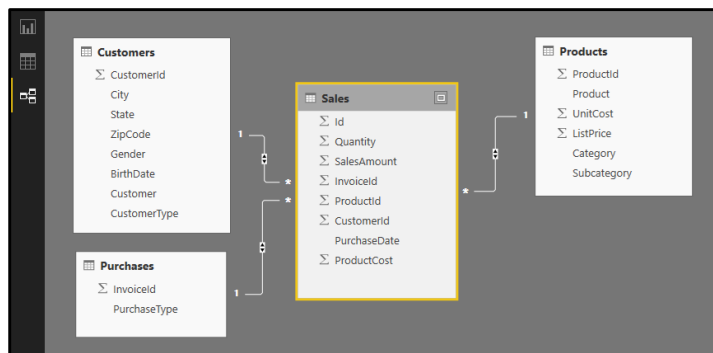 Customers
Σ CustomerId
City
State
ZipCode
Gender
BirthDate
Customer
CustomerType
Purchases
Σ InvoiceId
PurchaseType
1
*
*
1
Sales
Σ Id
Σ Quantity
Σ SalesAmount
Σ InvoiceId
Σ ProductId
Σ CustomerId
PurchaseDate
Σ ProductCost
*
1
Products
Σ ProductId
Product
Σ UnitCost
Σ ListPrice
Category
Subcategory